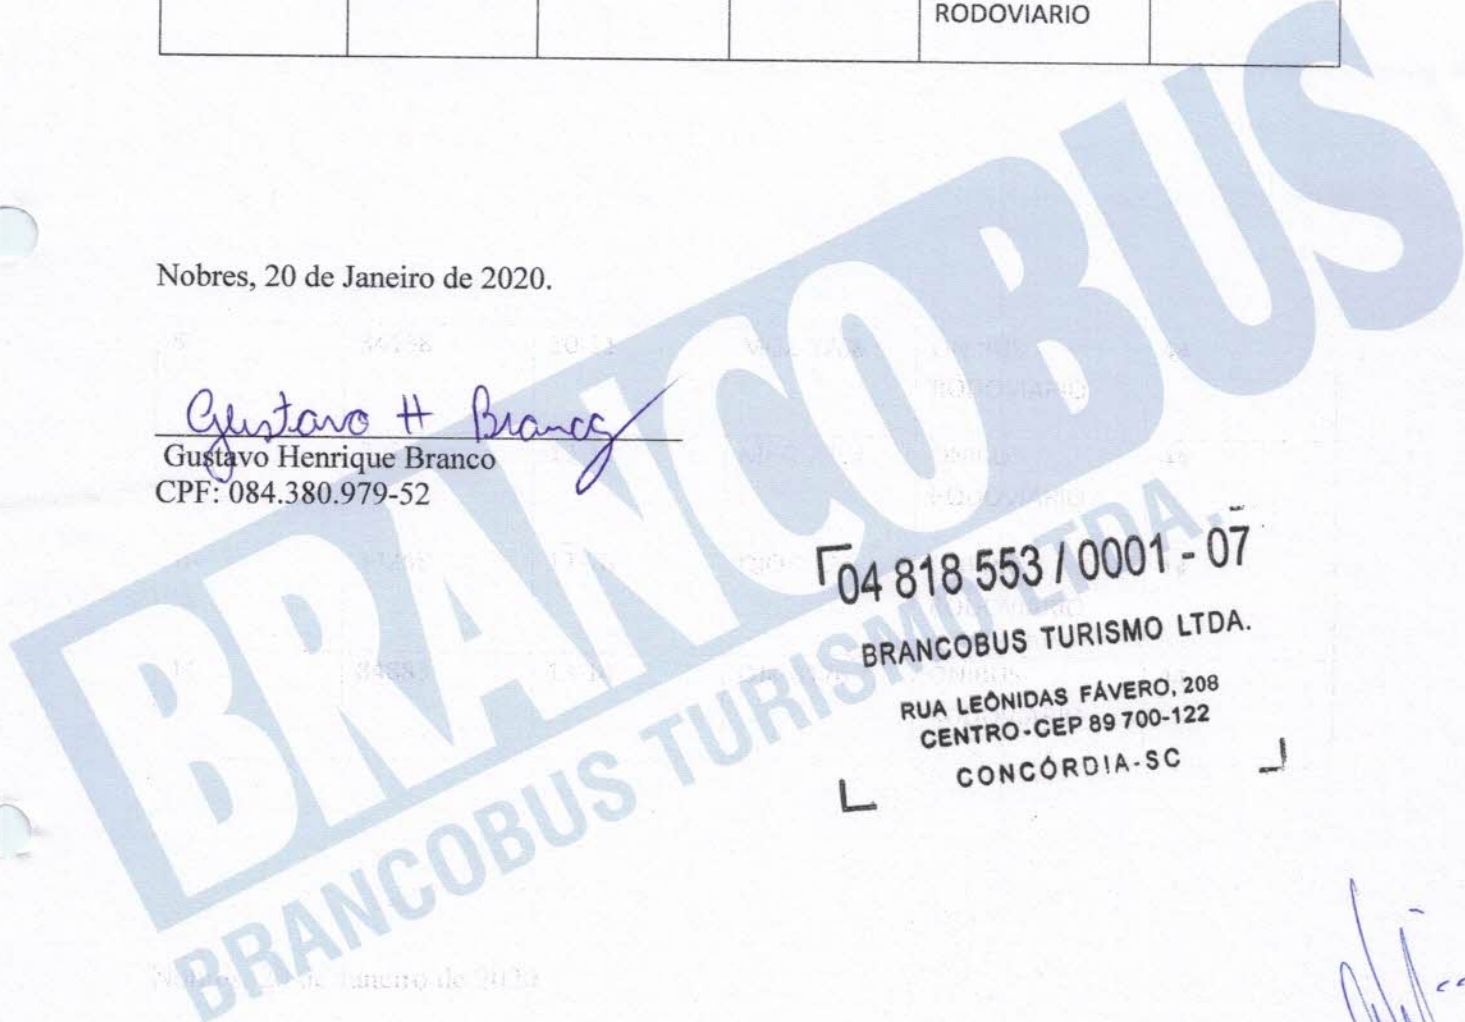 RODOVIARIO
Nobres, 20 de Janeiro de 2020.
Gustavo H Branco
Gustavo Henrique Branco
CPF: 084.380.979-52
04 818 553 / 0001 - 07
BRANCOBUS TURISMO LTDA.
RUA LEÔNIDAS FÁVERO, 208
CENTRO - CEP 89 700-122
CONCÓRDIA - SC
BRANCOBUS
BRANCOBUS TURISMO LTDA.